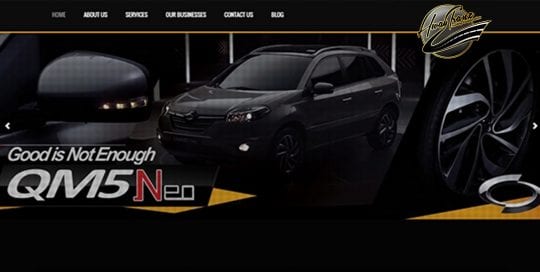 HOME ABOUT US SERVICES OUR BUSINESSES CONTACT US BLOG
Good is Not Enough
QM5 Neo